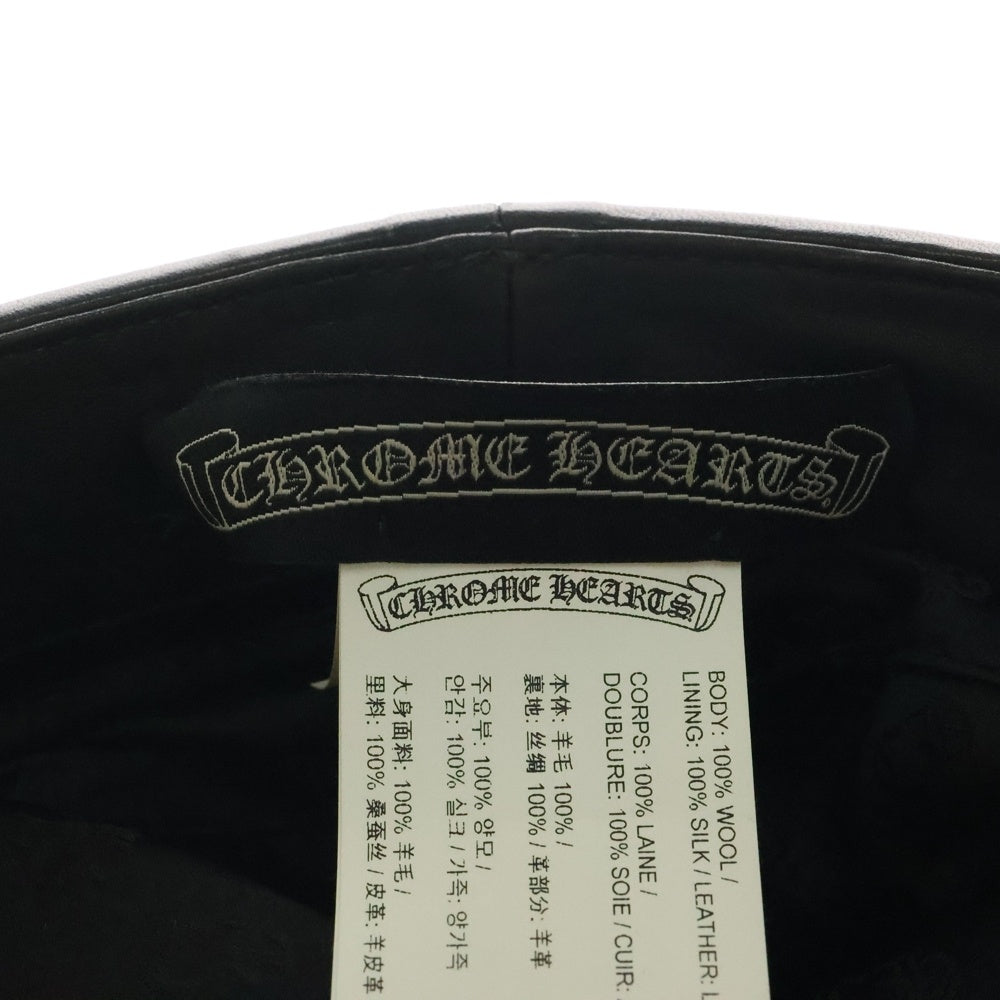 CHROME HEARTS
CHROME HEARTS
BODY: 100% WOOL /
LINING: 100% SILK / LEATHER:
CORPS: 100% LAINE /
DOUBLURE: 100% SOIE / CUIR:
本体: 羊毛 100% /
裏地: 丝绸 100% / 革部分: 羊革
주요부: 100% 양모 /
안감: 100% 실크 / 가죽: 양가죽
大身面料: 100% 羊毛 /
里料: 100% 桑蚕丝 / 皮革: 羊皮革